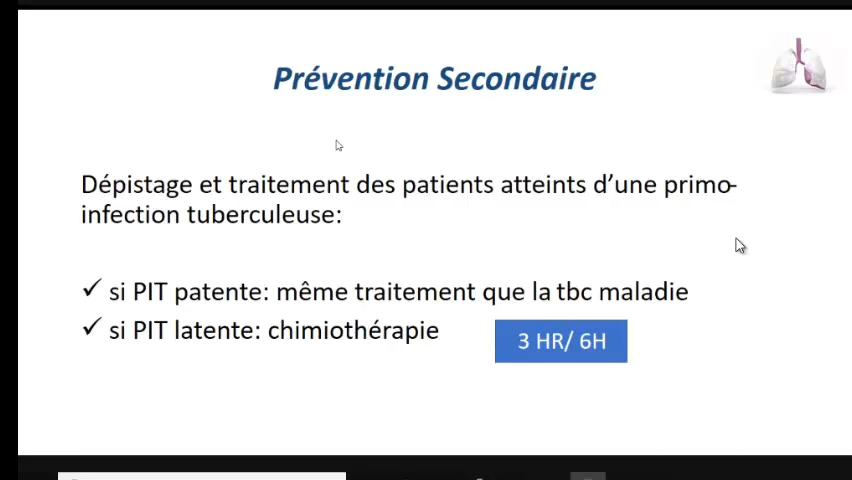 Prévention Secondaire
Dépistage et traitement des patients atteints d’une primo-
infection tuberculeuse:
✓ si PIT patente: même traitement que la tbc maladie
✓ si PIT latente: chimiothérapie
3 HR/ 6H